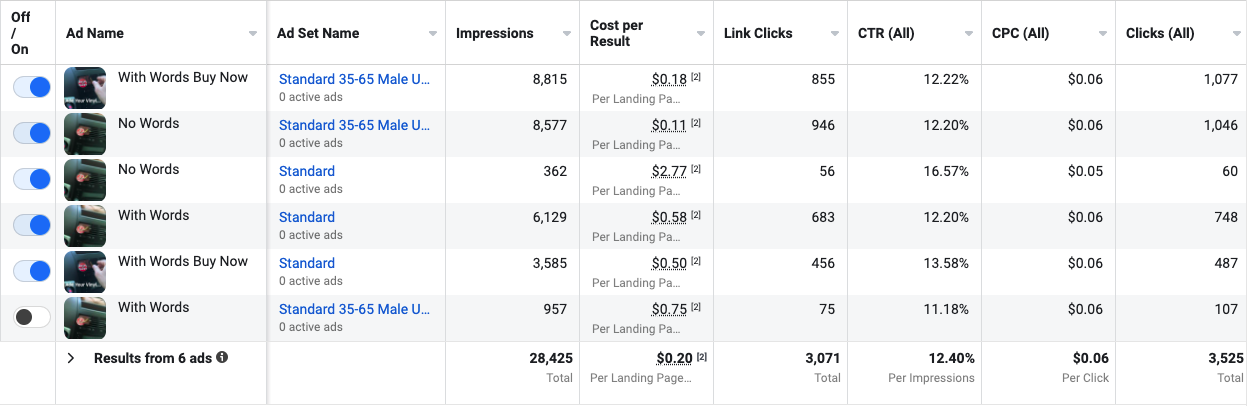 Off / On Ad Name Ad Set Name Impressions Cost per Result Link Clicks CTR (All) CPC (All) Clicks (All)
With Words Buy Now Standard 35-65 Male U... 8,815 $0.18 [2] 855 12.22% $0.06 1,077
0 active ads Per Landing Pa...
No Words Standard 35-65 Male U... 8,577 $0.11 [2] 946 12.20% $0.06 1,046
0 active ads Per Landing Pa...
No Words Standard 362 $2.77 [2] 56 16.57% $0.05 60
0 active ads Per Landing Pa...
With Words Standard 6,129 $0.58 [2] 683 12.20% $0.06 748
0 active ads Per Landing Pa...
With Words Buy Now Standard 3,585 $0.50 [2] 456 13.58% $0.06 487
0 active ads Per Landing Pa...
With Words Standard 35-65 Male U... 957 $0.75 [2] 75 11.18% $0.06 107
0 active ads Per Landing Pa...
Results from 6 ads 28,425 $0.20 [2] 3,071 12.40% $0.06 3,525
Total Per Landing Page... Total Per Impressions Per Click Total